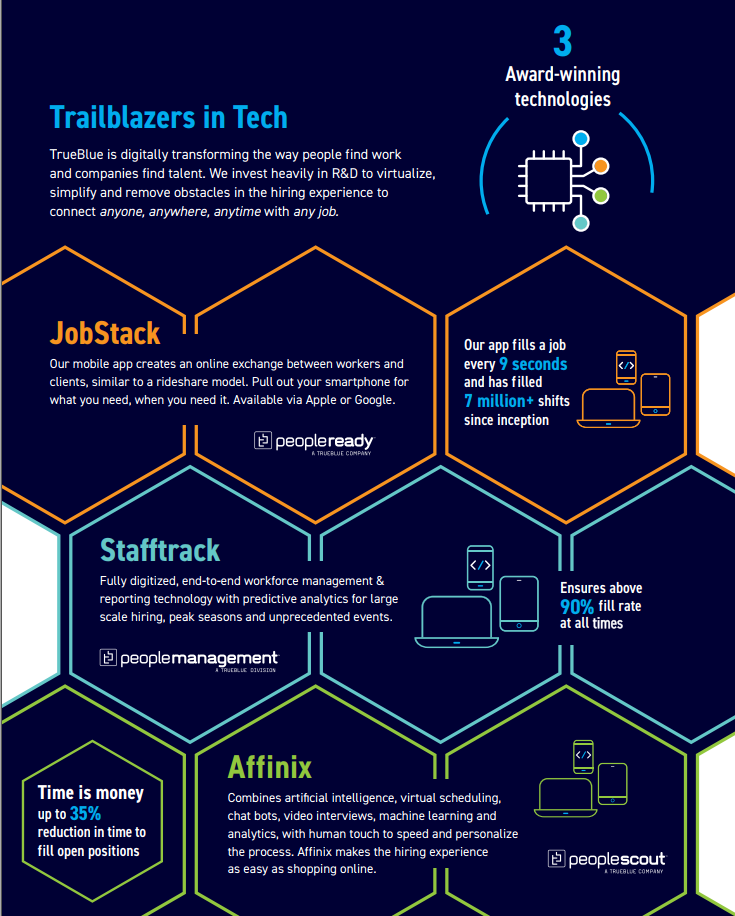 3
Award-winning
technologies
Trailblazers in Tech
TrueBlue is digitally transforming the way people find work
and companies find talent. We invest heavily in R&D to virtualize,
simplify and remove obstacles in the hiring experience to
connect anyone, anywhere, anytime with any job.
JobStack
Our mobile app creates an online exchange between workers and
clients, similar to a rideshare model. Pull out your smartphone for
what you need, when you need it. Available via Apple or Google.
peopleready
A TRUEBLUE COMPANY
Our app fills a job
every 9 seconds
and has filled
7 million+ shifts
since inception
</>
Stafftrack
Fully digitized, end-to-end workforce management &
reporting technology with predictive analytics for large
scale hiring, peak seasons and unprecedented events.
peoplemanagement
A TRUEBLUE DIVISION
</>
Ensures above
90% fill rate
at all times
Time is money
up to 35%
reduction in time to
fill open positions
Affinix
Combines artificial intelligence, virtual scheduling,
chat bots, video interviews, machine learning and
analytics, with human touch to speed and personalize
the process. Affinix makes the hiring experience
as easy as shopping online.
</>
peoplescout
A TRUEBLUE COMPANY